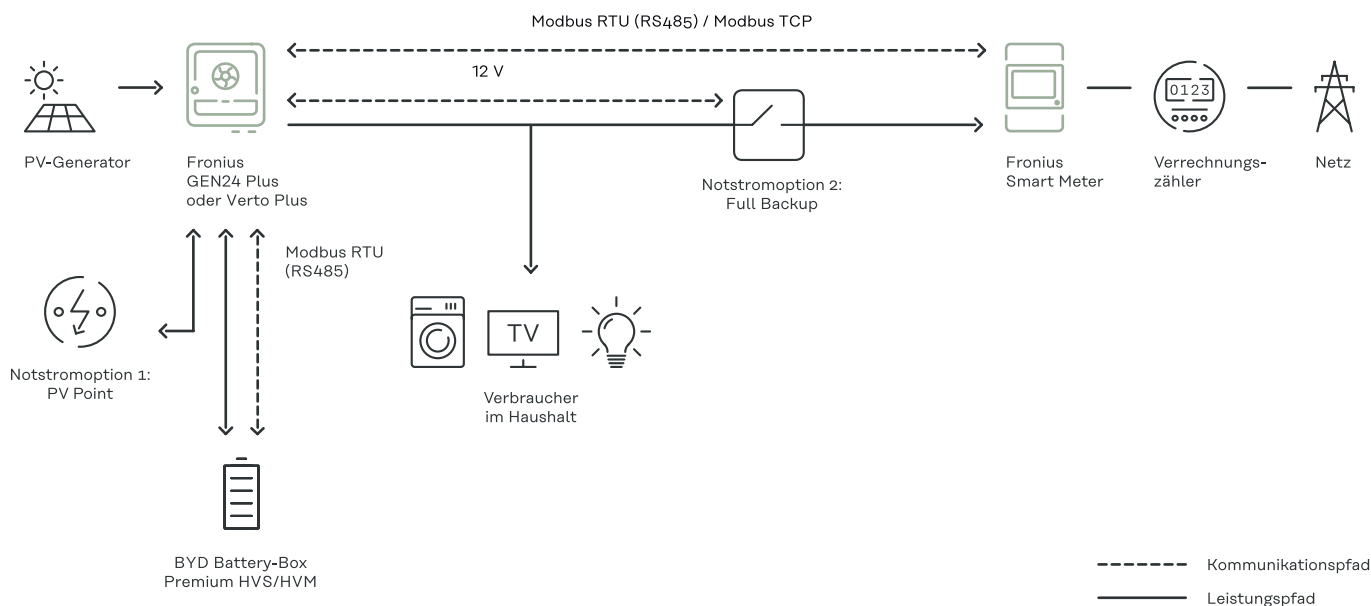 Modbus RTU (RS485) / Modbus TCP
12 V
0123
PV-Generator
Fronius
GEN24 Plus
oder Verto Plus
Notstromoption 2:
Full Backup
Fronius
Smart Meter
Verrechnungs-
zähler
Netz
Modbus RTU
(RS485)
TV
Notstromoption 1:
PV Point
Verbraucher
im Haushalt
BYD Battery-Box
Premium HVS/HVM
Kommunikationspfad
Leistungspfad